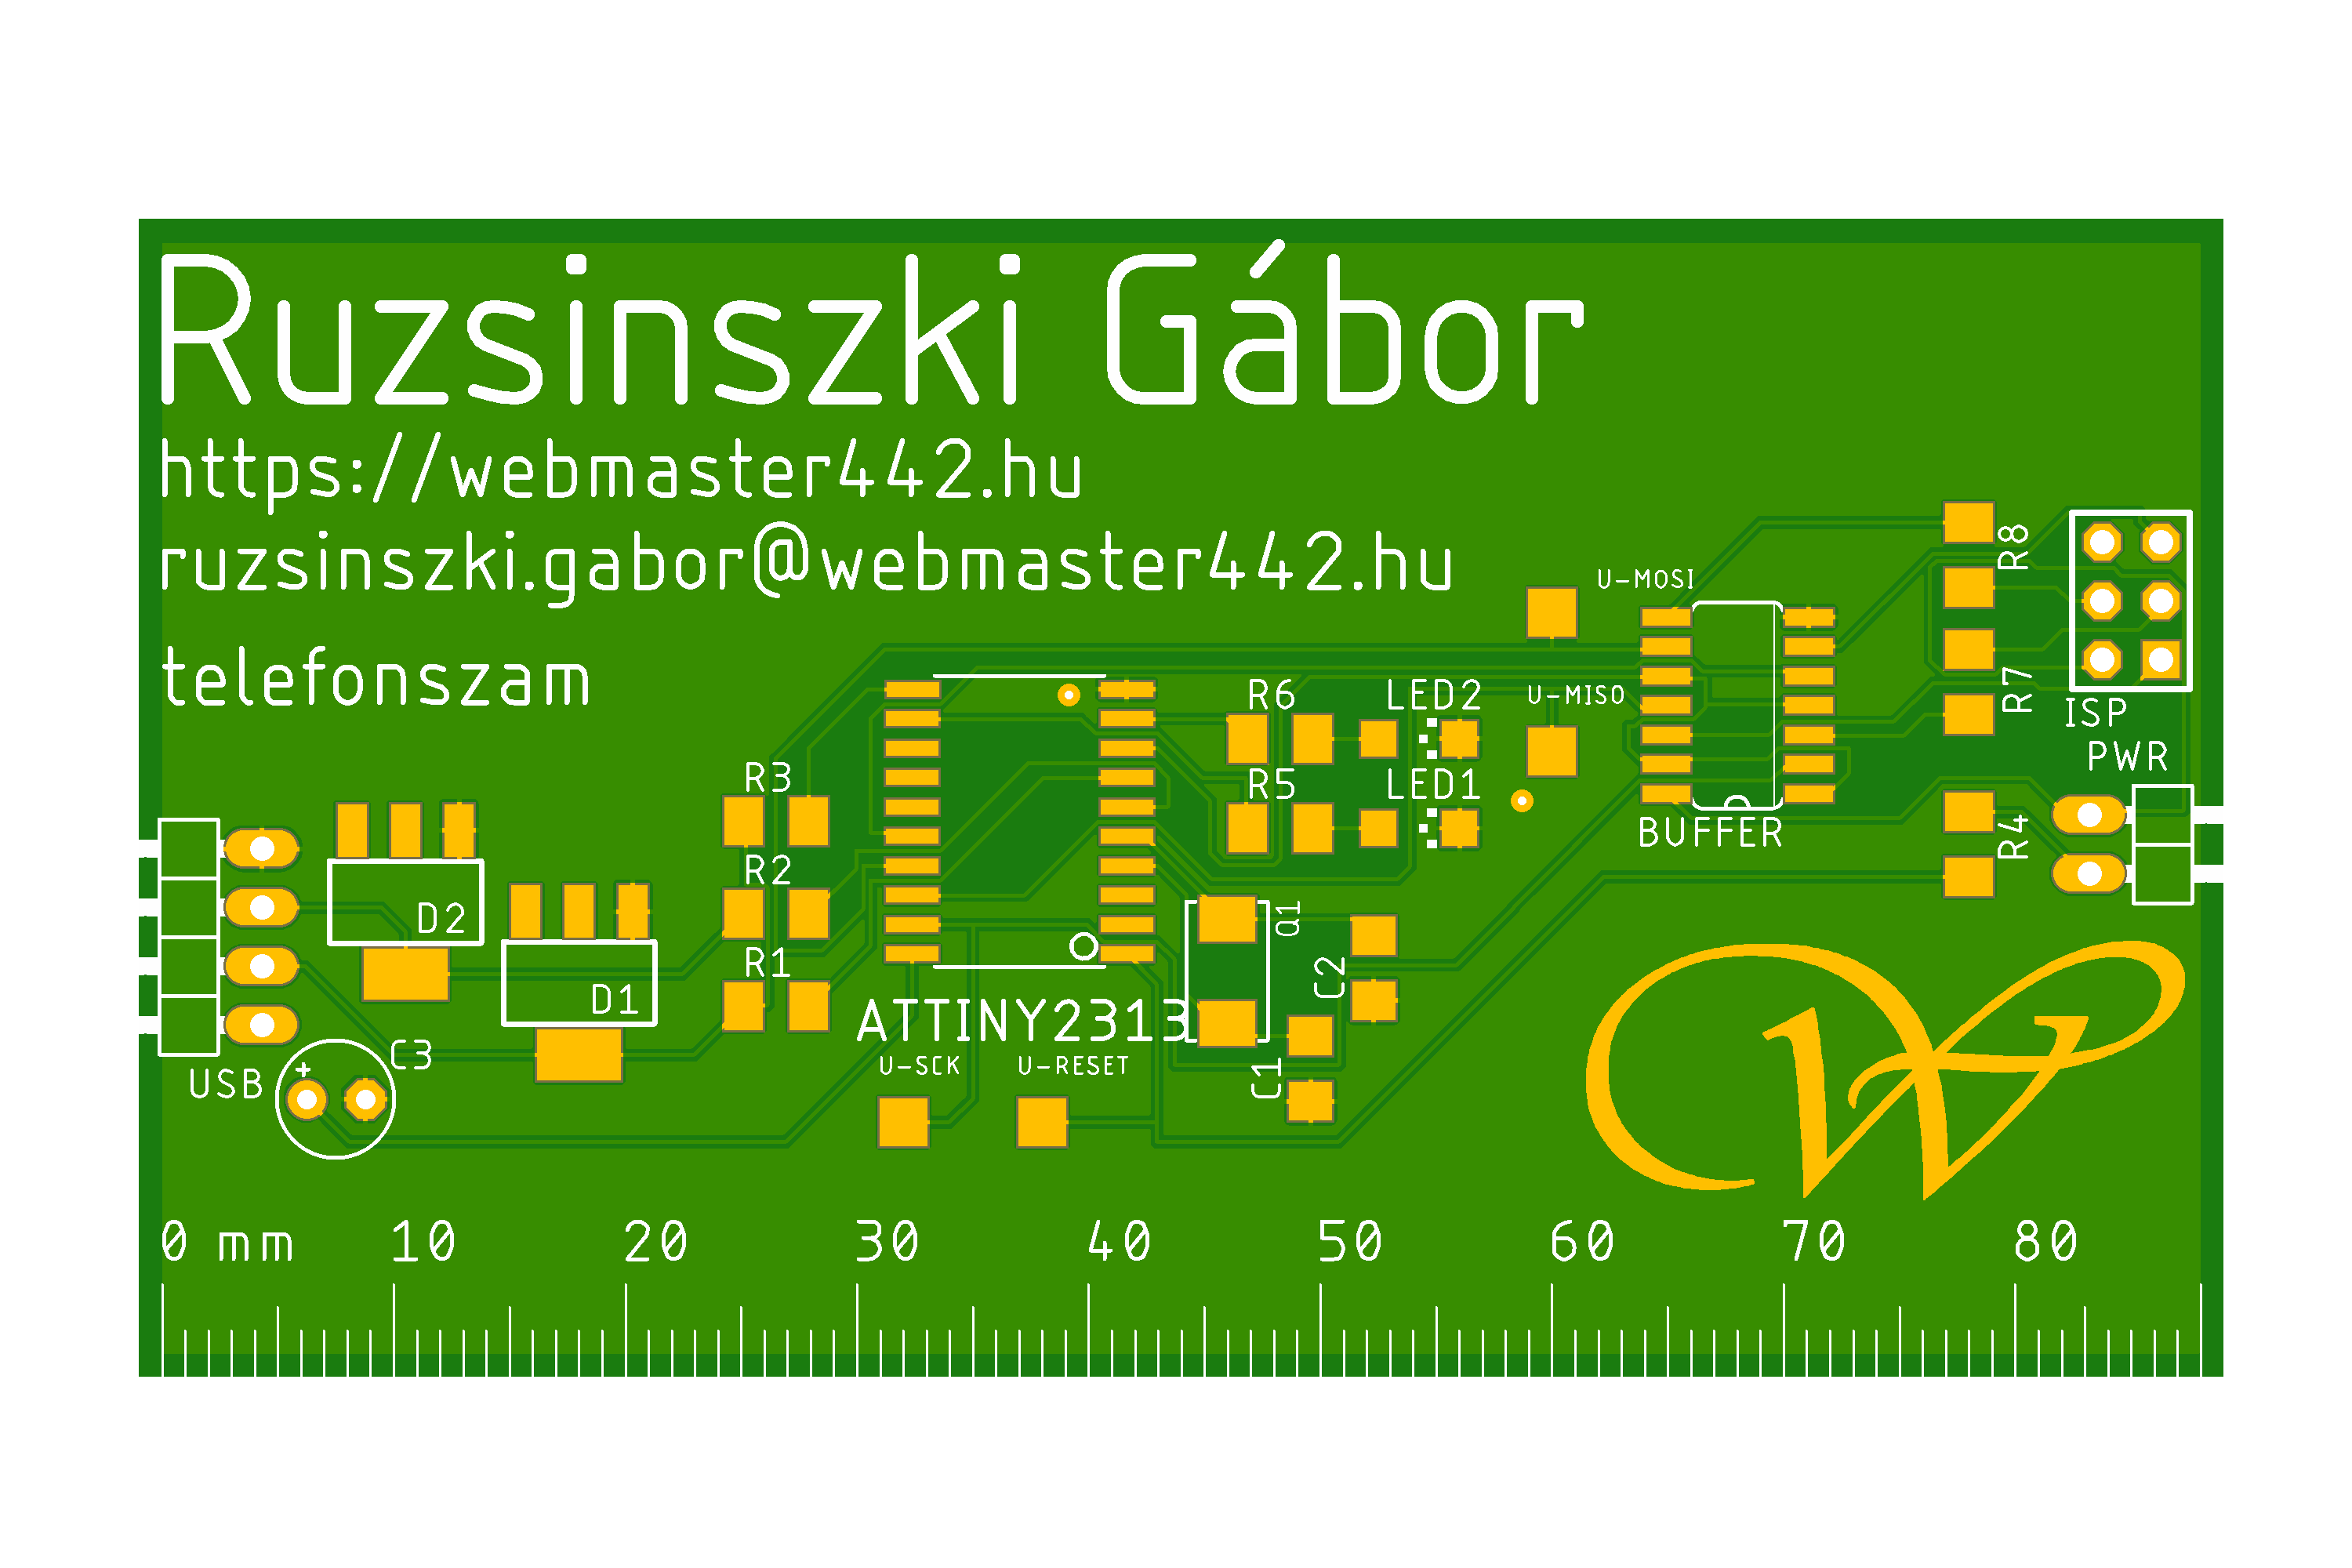 Ruzsinszki Gábor
https://webmaster442.hu
ruzsinszki.gabor@webmaster442.hu
telefonszam
U-MOSI
R8
R6
LED2
U-MISO
R7
ISP
PWR
R3
R5
LED1
BUFFER
R4
R2
D2
Q1
R1
C2
D1
ATTINY2313
C3
U-SCK
U-RESET
C1
USB
+
0 mm 10 20 30 40 50 60 70 80